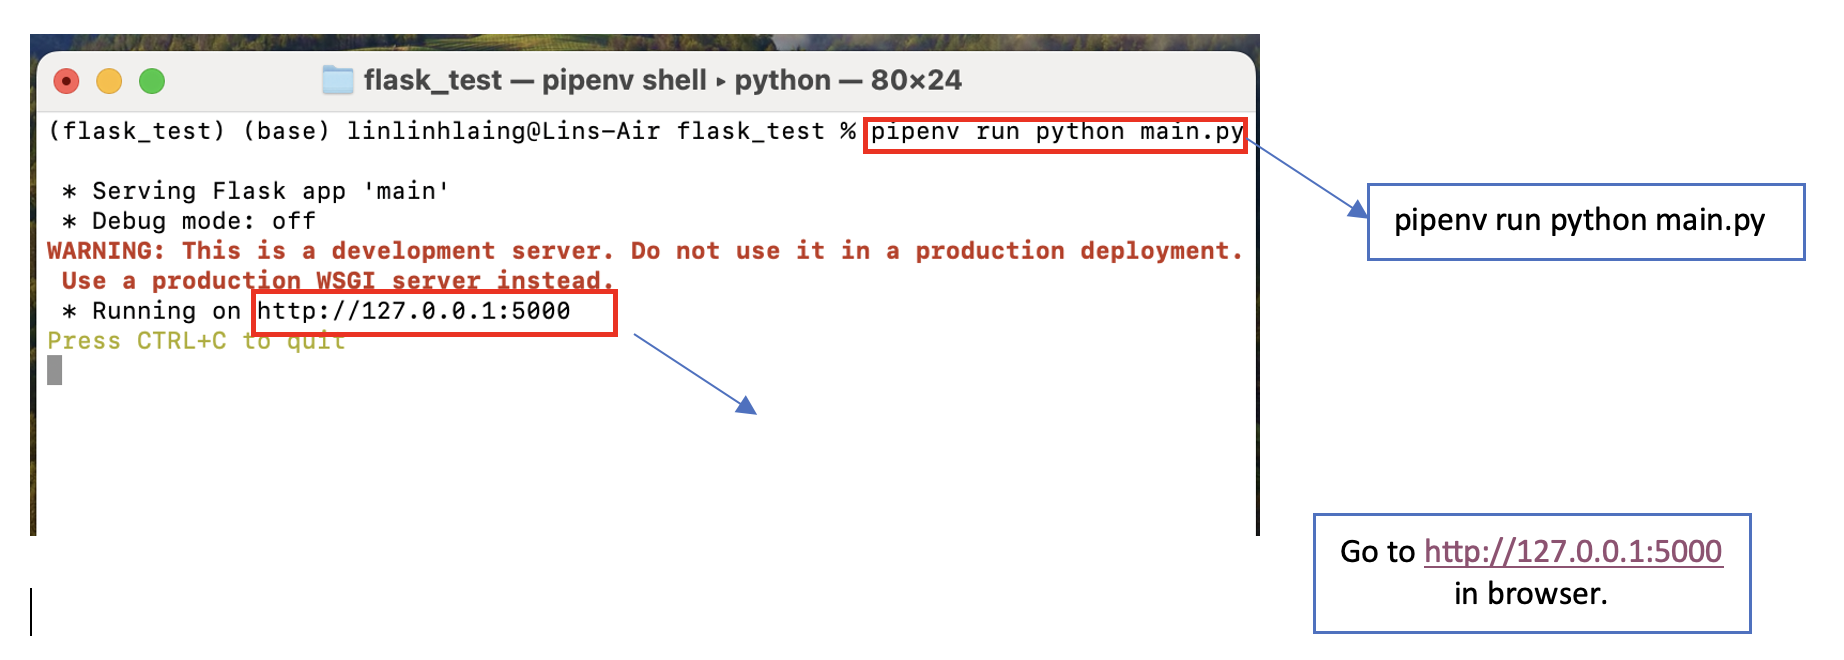 flask_test — pipenv shell ▸ python — 80×24
(flask_test) (base) linlinhlaing@Lins-Air flask_test % pipenv run python main.py
* Serving Flask app 'main'
* Debug mode: off
WARNING: This is a development server. Do not use it in a production deployment.
Use a production WSGI server instead.
* Running on http://127.0.0.1:5000
Press CTRL+C to quit
pipenv run python main.py
Go to http://127.0.0.1:5000
in browser.